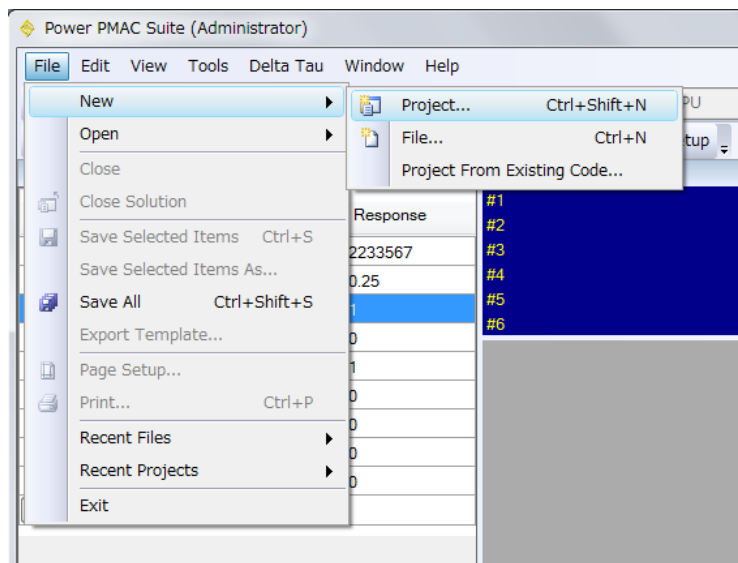 Power PMAC Suite (Administrator)
File Edit View Tools Delta Tau Window Help
New
Project... Ctrl+Shift+N
PU
Open
File... Ctrl+N
tup
Close
Project From Existing Code...
Close Solution
#1
Response
#2
Save Selected Items Ctrl+S
2233567
#3
Save Selected Items As...
0.25
#4
Save All Ctrl+Shift+S
1
#5
Export Template...
0
#6
Page Setup...
1
Print... Ctrl+P
0
Recent Files
0
Recent Projects
0
0
Exit